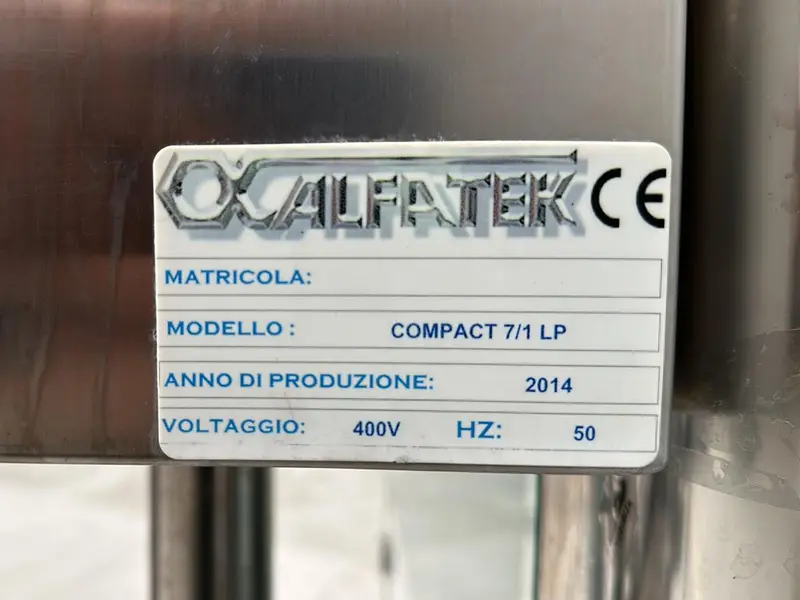 ALFATEK CE
MATRICOLA:
MODELLO : COMPACT 7/1 LP
ANNO DI PRODUZIONE: 2014
VOLTAGGIO: 400V HZ: 50